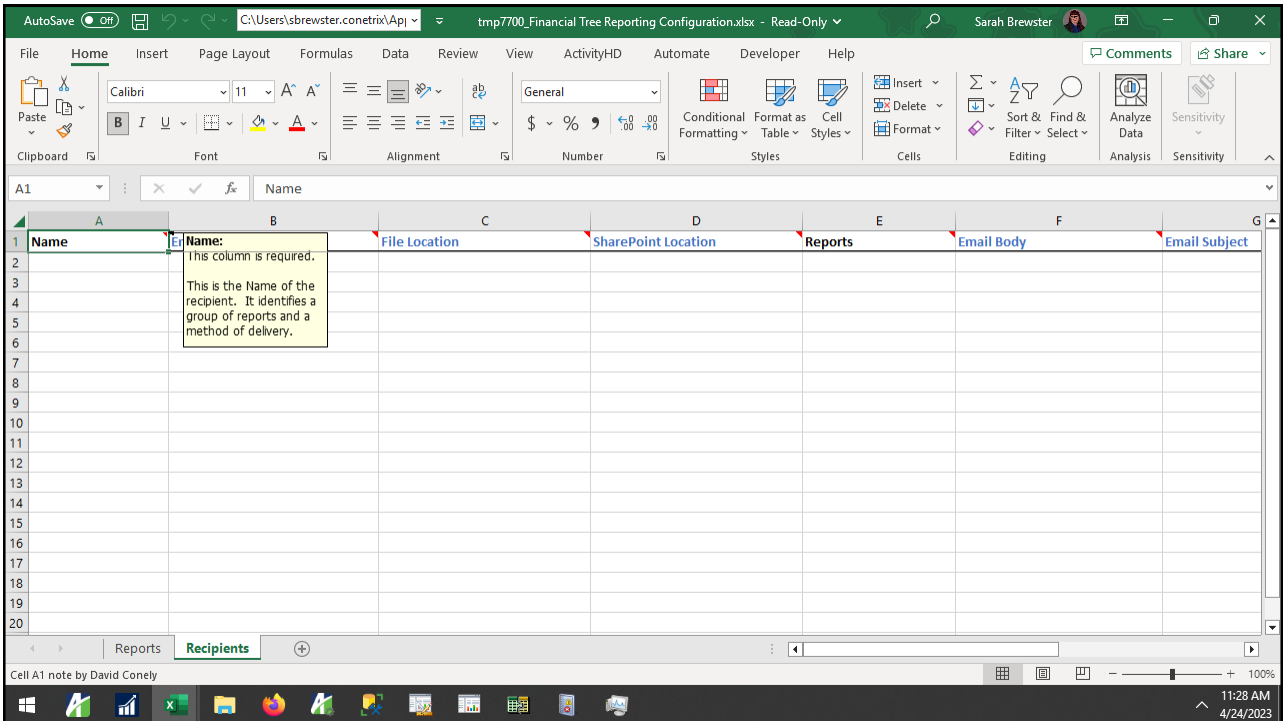 AutoSave Off C:\Users\sbrewster.conetrix\Ap tmp7700_Financial Tree Reporting Configuration.xlsx - Read-Only Sarah Brewster
File Home Insert Page Layout Formulas Data Review View ActivityHD Automate Developer Help Comments Share
Paste
Calibri 11 A^ A˅
B I U A
ab
General
$ % 9 .00
Conditional Formatting
Format as Table
Cell Styles
Insert
Delete
Format
Sort & Filter
Find & Select
Analyze Data
Sensitivity
Clipboard Font Alignment Number Styles Cells Editing Analysis Sensitivity
A1 fx Name
A B C D E F G
1 Name Name: File Location SharePoint Location Reports Email Body Email Subject
This column is required.
This is the Name of the
recipient. It identifies a
group of reports and a
method of delivery.
2
3
4
5
6
7
8
9
10
11
12
13
14
15
16
17
18
19
20
Reports Recipients
Cell A1 note by David Conely 100%
11:28 AM
4/24/2023